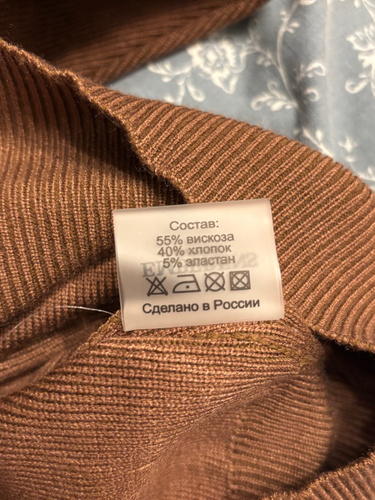 Состав:
55% вискоза
40% хлопок
5% эластан
Сделано в России